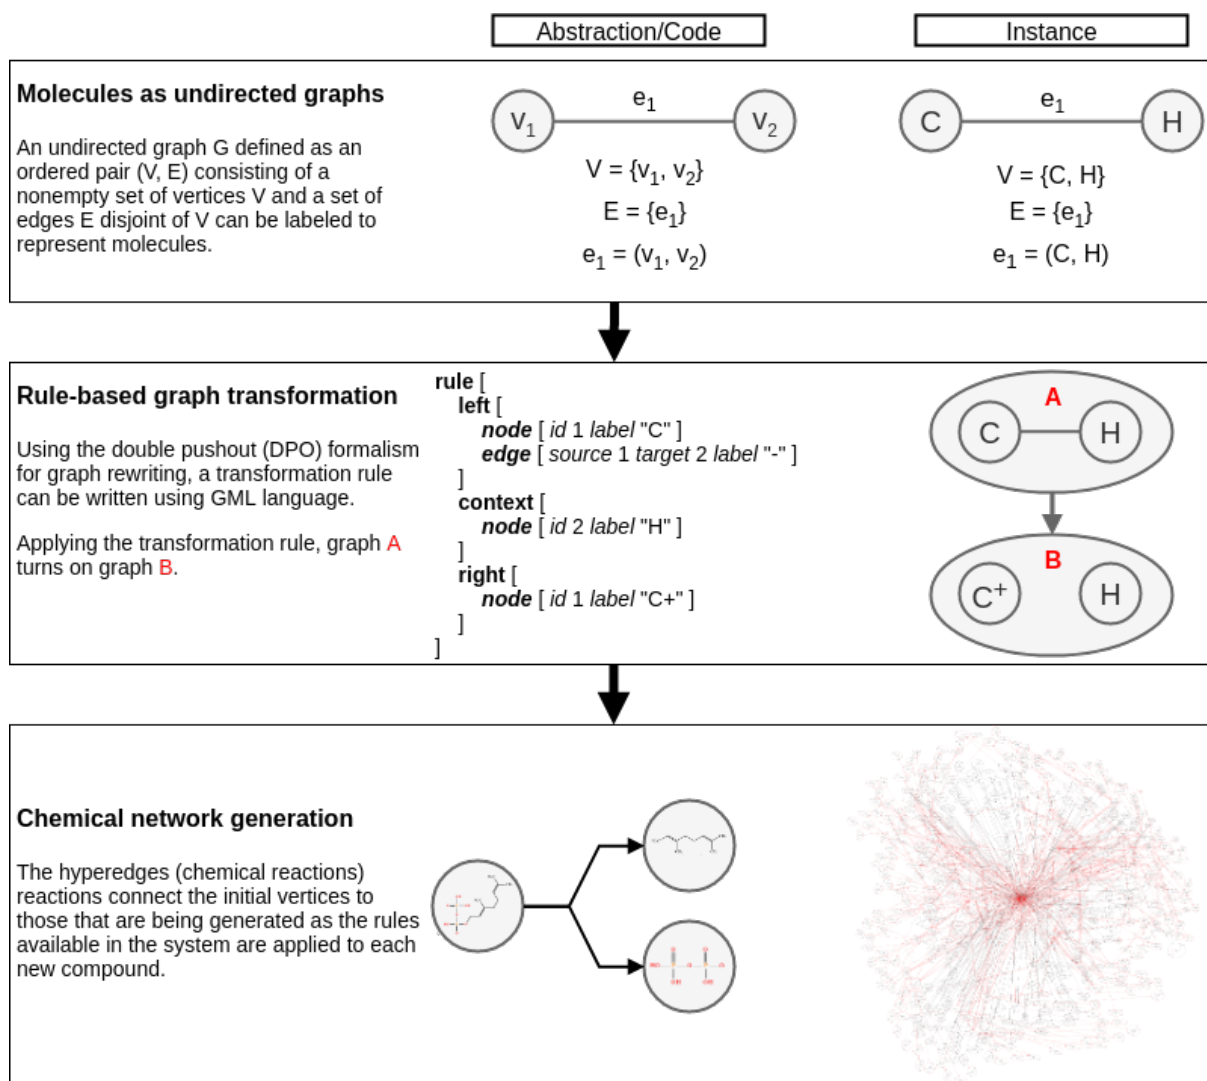 Abstraction/Code
Instance
Molecules as undirected graphs
An undirected graph G defined as an
ordered pair (V, E) consisting of a
nonempty set of vertices V and a set of
edges E disjoint of V can be labeled to
represent molecules.
v1
e1
v2
V = {v1, v2}
E = {e1}
e1 = (v1, v2)
C
e1
H
V = {C, H}
E = {e1}
e1 = (C, H)
Rule-based graph transformation
Using the double pushout (DPO) formalism
for graph rewriting, a transformation rule
can be written using GML language.
Applying the transformation rule, graph A
turns on graph B.
rule [
left [
node [ id 1 label "C" ]
edge [ source 1 target 2 label "-" ]
]
context [
node [ id 2 label "H" ]
]
right [
node [ id 1 label "C+" ]
]
]
A
C
H
B
C+
H
Chemical network generation
The hyperedges (chemical reactions)
reactions connect the initial vertices to
those that are being generated as the rules
available in the system are applied to each
new compound.